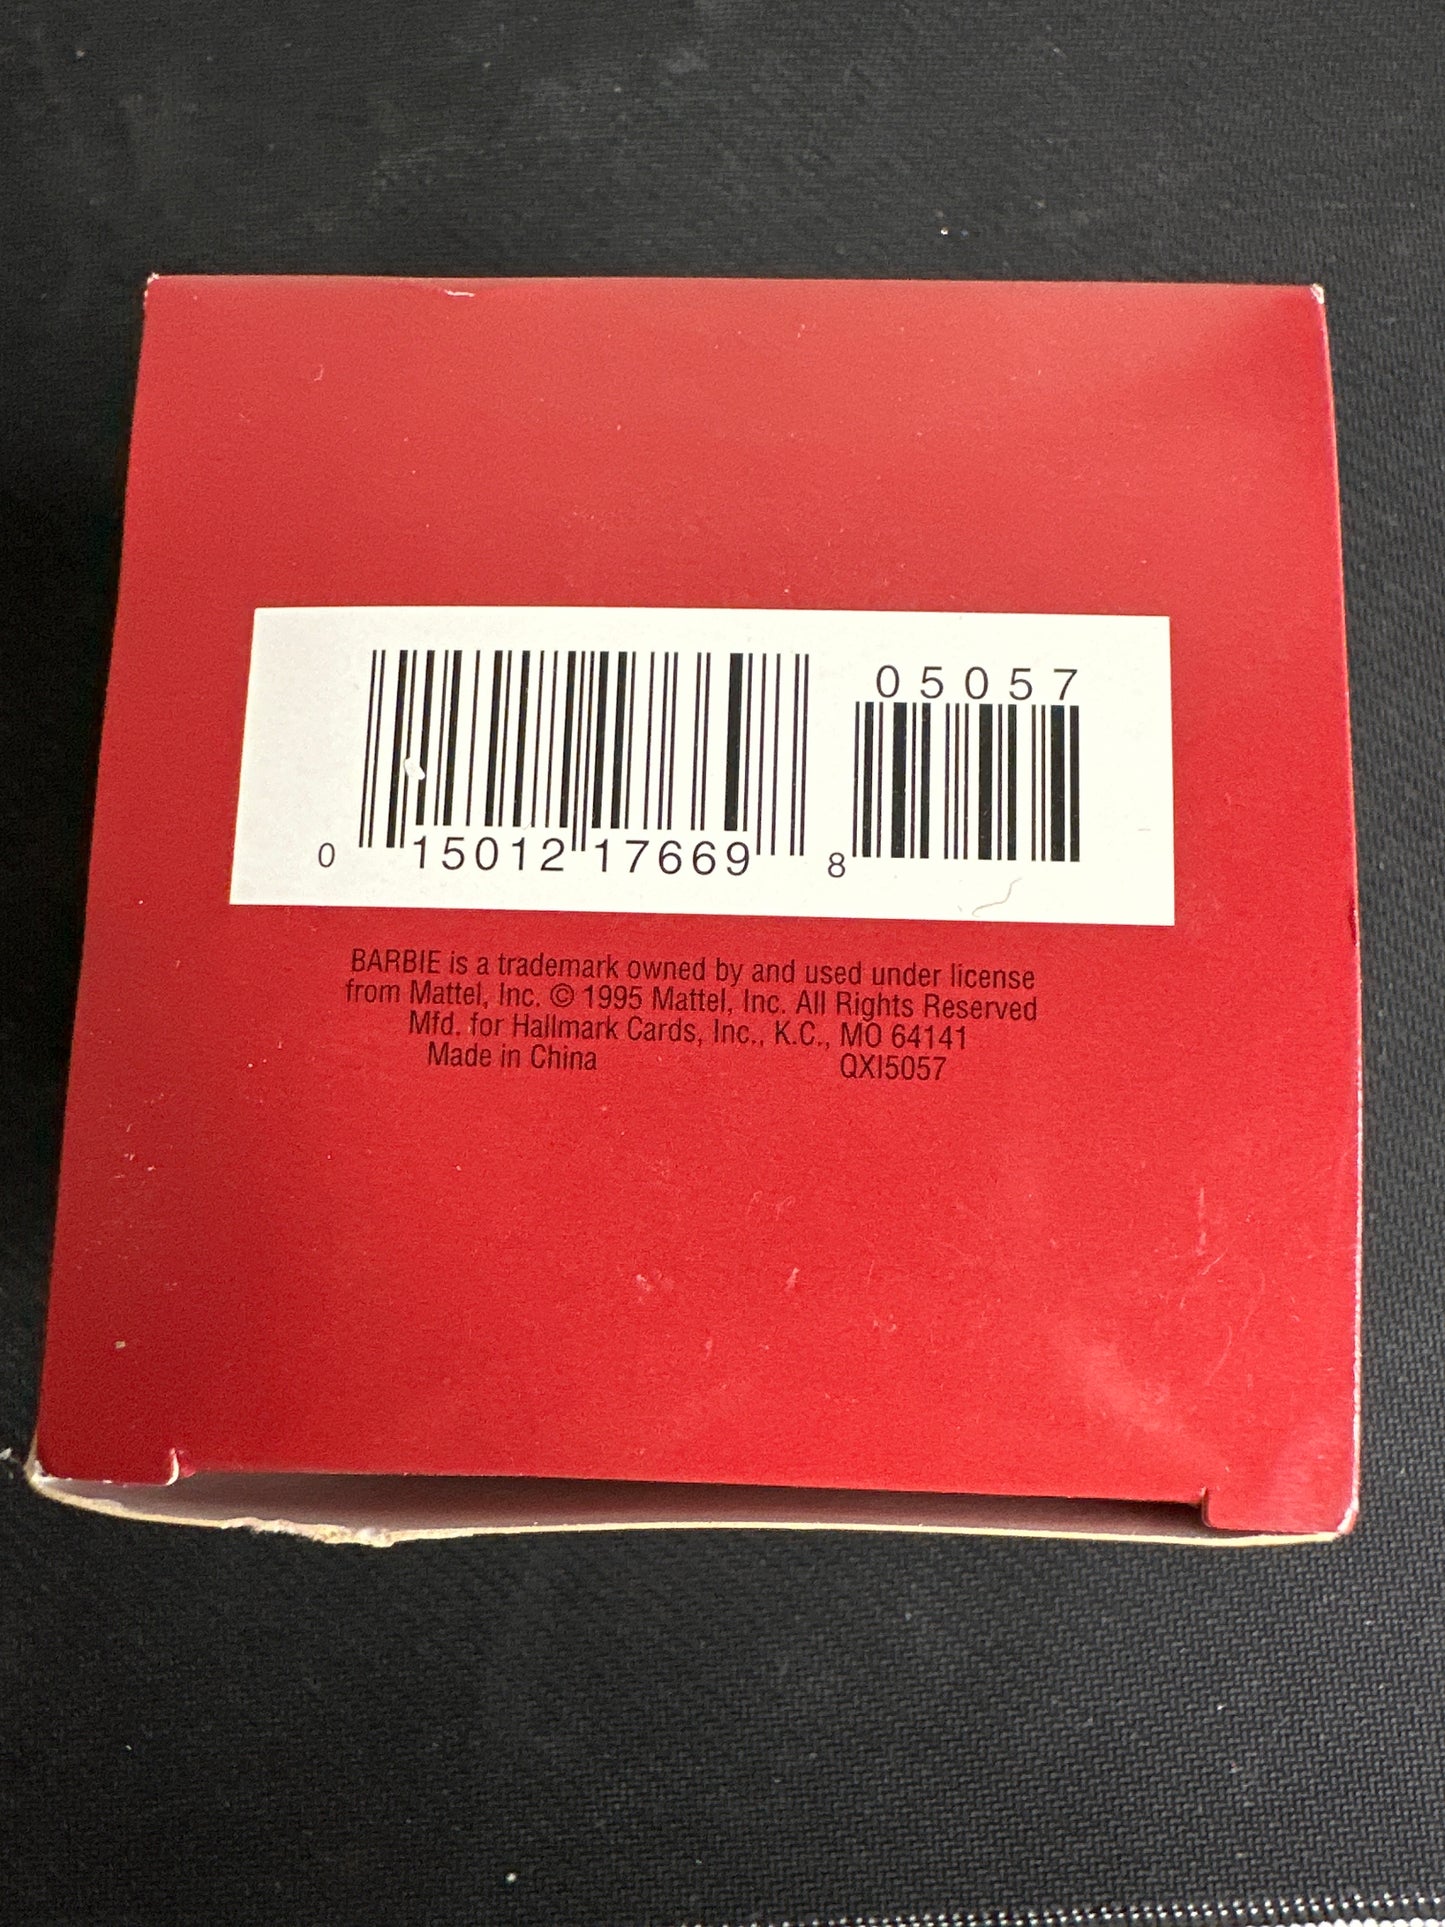 05057
0 15012 17669 8
BARBIE is a trademark owned by and used under license
from Mattel, Inc. © 1995 Mattel, Inc. All Rights Reserved
Mfd. for Hallmark Cards, Inc., K.C., MO 64141
Made in China QXI5057